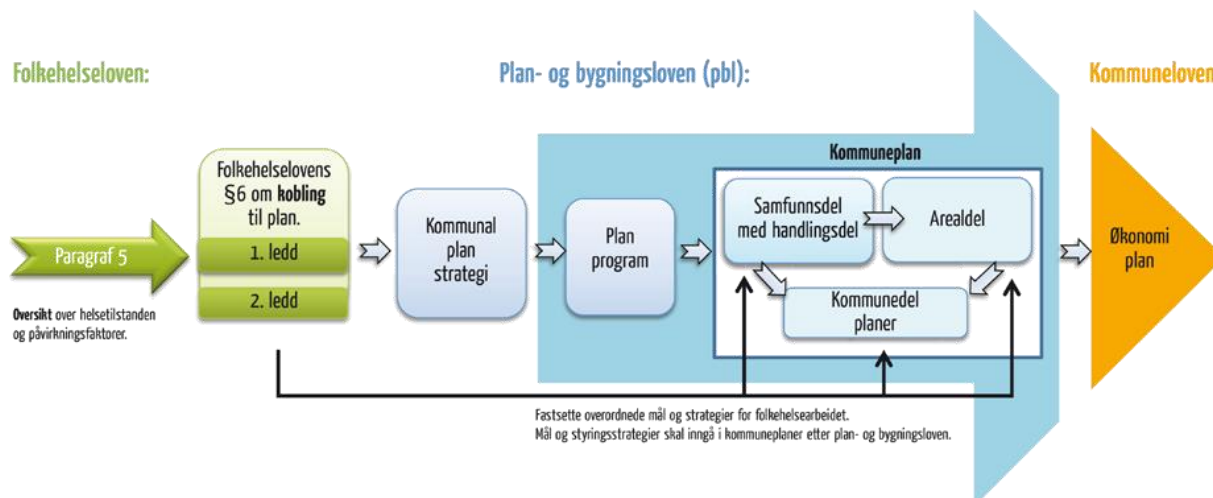 Folkehelseloven:
Plan- og bygningsloven (pbl):
Kommuneloven
Paragraf 5
Oversikt over helsetilstanden
og påvirkningsfaktorer.
Folkehelselovens
§6 om kobling
til plan.
1. ledd
2. ledd
Kommunal
plan
strategi
Plan
program
Kommuneplan
Samfunnsdel
med handlingsdel
Arealdel
Kommunedel
planer
Økonomi
plan
Fastsette overordnede mål og strategier for folkehelsearbeidet.
Mål og styringsstrategier skal inngå i kommuneplaner etter plan- og bygningsloven.